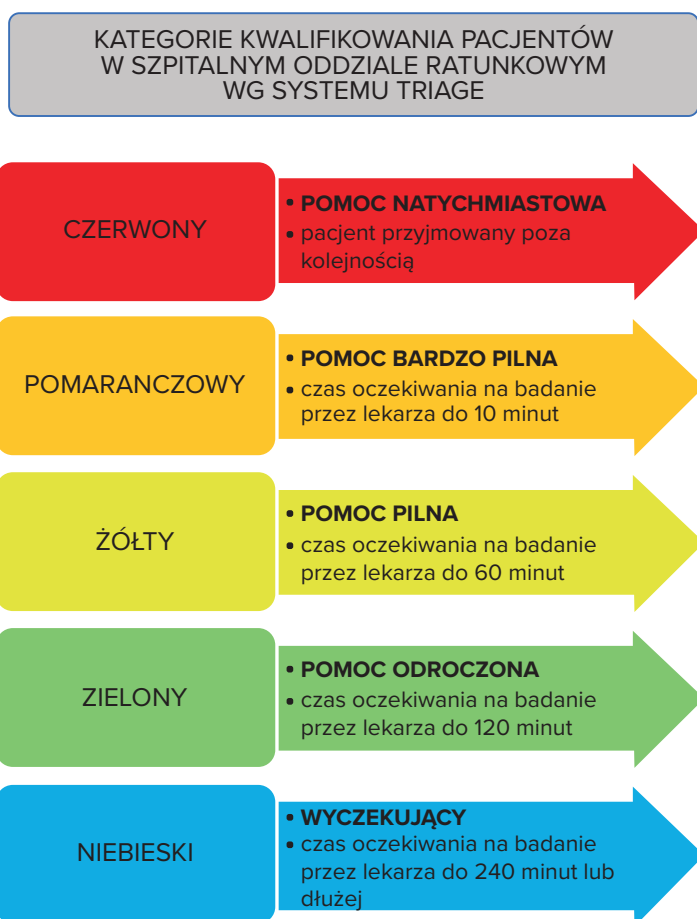 KATEGORIE KWALIFIKOWANIA PACJENTÓW
W SZPITALNYM ODDZIALE RATUNKOWYM
WG SYSTEMU TRIAGE
CZERWONY
• POMOC NATYCHMIASTOWA
• pacjent przyjmowany poza
kolejnością
POMARANCZOWY
• POMOC BARDZO PILNA
• czas oczekiwania na badanie
przez lekarza do 10 minut
ŻÓŁTY
• POMOC PILNA
• czas oczekiwania na badanie
przez lekarza do 60 minut
ZIELONY
• POMOC ODROCZONA
• czas oczekiwania na badanie
przez lekarza do 120 minut
NIEBIESKI
• WYCZEKUJĄCY
• czas oczekiwania na badanie
przez lekarza do 240 minut lub
dłużej